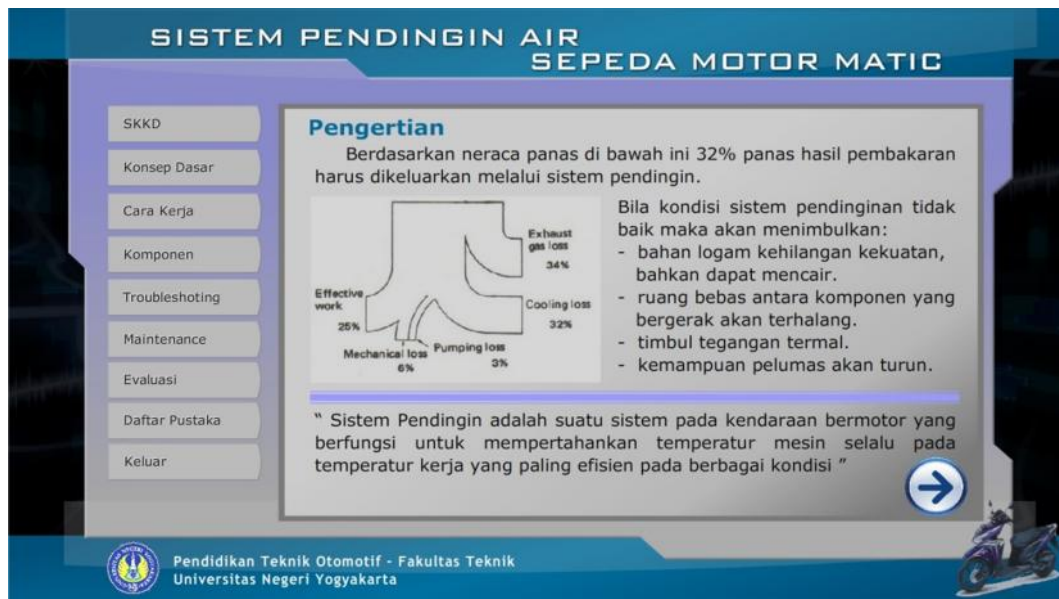 SISTEM PENDINGIN AIR
SEPEDA MOTOR MATIC
SKKD
Konsep Dasar
Cara Kerja
Komponen
Troubleshoting
Maintenance
Evaluasi
Daftar Pustaka
Keluar
Pengertian
Berdasarkan neraca panas di bawah ini 32% panas hasil pembakaran
harus dikeluarkan melalui sistem pendingin.
Exhaust
gas loss
34%
Effective
work
25%
Cooling loss
32%
Mechanical loss
6%
Pumping loss
3%
Bila kondisi sistem pendinginan tidak
baik maka akan menimbulkan:
- bahan logam kehilangan kekuatan,
bahkan dapat mencair.
- ruang bebas antara komponen yang
bergerak akan terhalang.
- timbul tegangan termal.
- kemampuan pelumas akan turun.
“ Sistem Pendingin adalah suatu sistem pada kendaraan bermotor yang
berfungsi untuk mempertahankan temperatur mesin selalu pada
temperatur kerja yang paling efisien pada berbagai kondisi ”
Pendidikan Teknik Otomotif - Fakultas Teknik
Universitas Negeri Yogyakarta